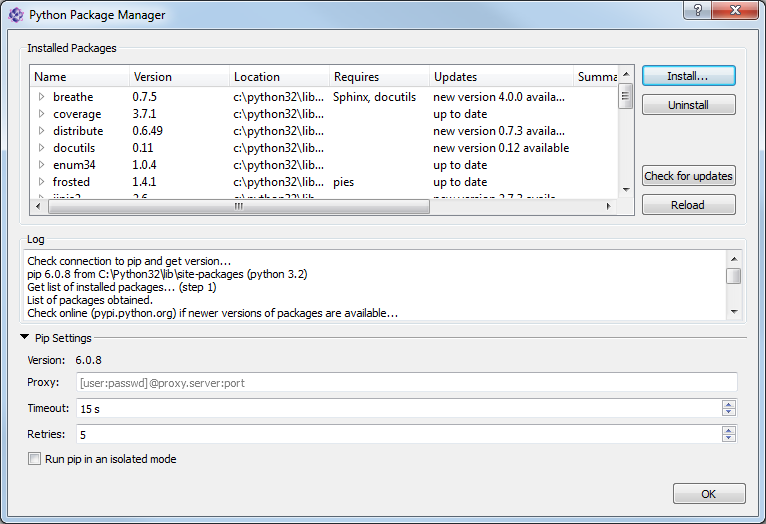 Python Package Manager
Installed Packages
Name Version Location Requires Updates Summa
breathe 0.7.5 c:\python32\lib... Sphinx, docutils new version 4.0.0 availa...
coverage 3.7.1 c:\python32\lib... up to date
distribute 0.6.49 c:\python32\lib... new version 0.7.3 availa...
docutils 0.11 c:\python32\lib... new version 0.12 available
enum34 1.0.4 c:\python32\lib... up to date
frosted 1.4.1 c:\python32\lib... pies up to date
Install...
Uninstall
Check for updates
Reload
Log
Check connection to pip and get version...
pip 6.0.8 from C:\Python32\lib\site-packages (python 3.2)
Get list of installed packages... (step 1)
List of packages obtained.
Check online (pypi.python.org) if newer versions of packages are available...
Pip Settings
Version: 6.0.8
Proxy: [user:passwd]@proxy.server:port
Timeout: 15 s
Retries: 5
Run pip in an isolated mode
OK